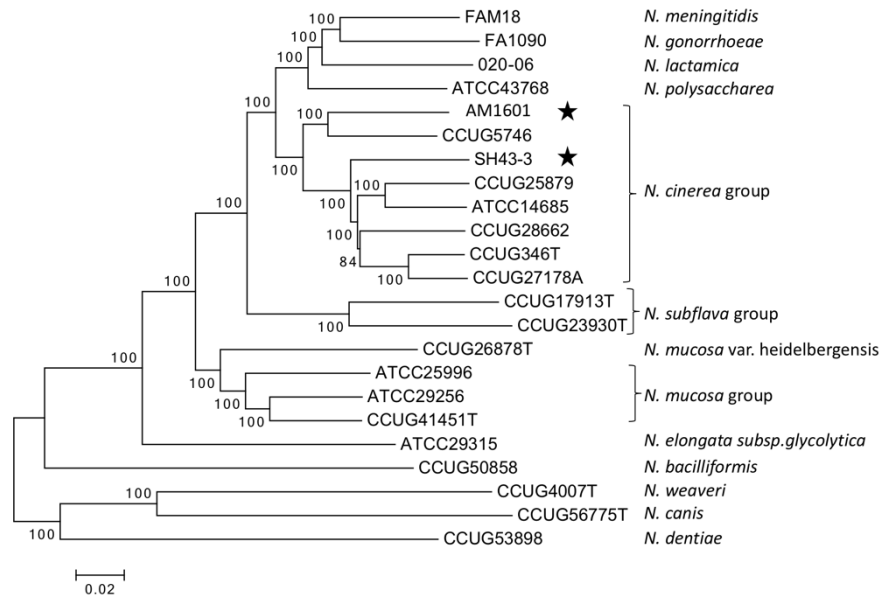 100 FAM18 N. meningitidis
100 FA1090 N. gonorrhoeae
100 020-06 N. lactamica
100 ATCC43768 N. polysaccharea
100 AM1601 ★
CCUG5746
100 SH43-3 ★
100 CCUG25879 N. cinerea group
100 ATCC14685
100 100 CCUG28662
84 CCUG346T
100 100 CCUG27178A
CCUG17913T N. subflava group
100 CCUG23930T
100 CCUG26878T N. mucosa var. heidelbergensis
100 ATCC25996
100 ATCC29256 N. mucosa group
100 CCUG41451T
ATCC29315 N. elongata subsp.glycolytica
CCUG50858 N. bacilliformis
100 CCUG4007T N. weaveri
CCUG56775T N. canis
100 CCUG53898 N. dentiae
0.02